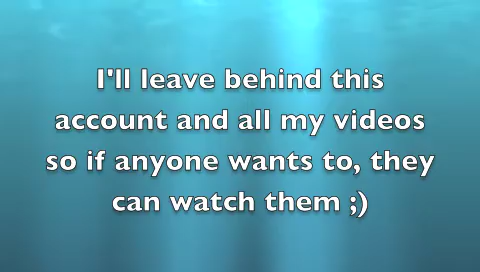 I'll leave behind this
account and all my videos
so if anyone wants to, they
can watch them ;)